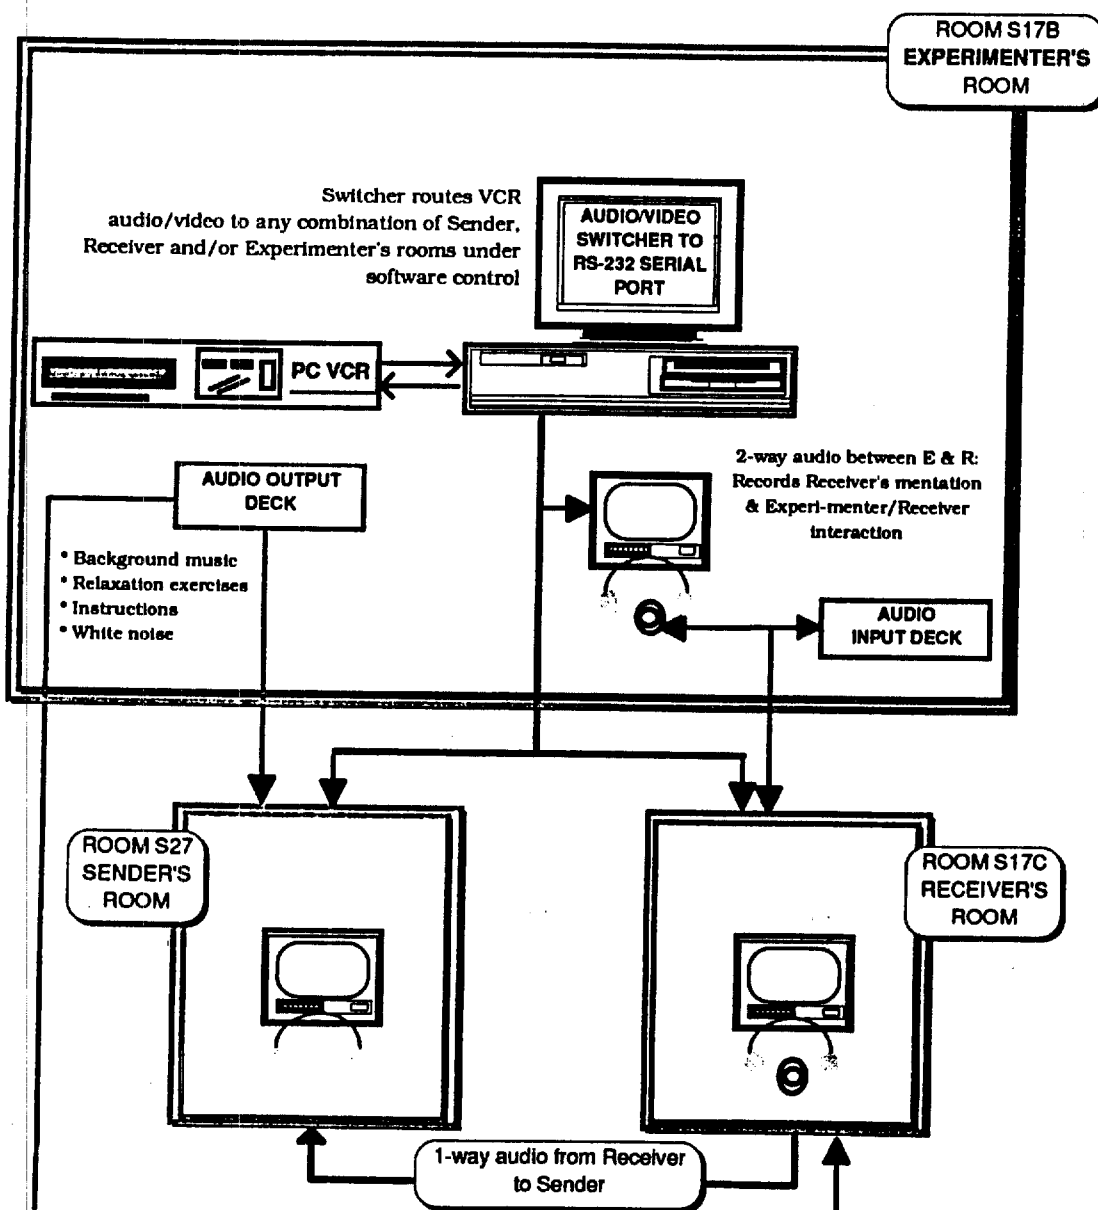 ROOM S17B
EXPERIMENTER'S
ROOM
Switcher routes VCR
audio/video to any combination of Sender,
Receiver and/or Experimenter's rooms under
software control
AUDIO/VIDEO
SWITCHER TO
RS-232 SERIAL
PORT
PC VCR
AUDIO OUTPUT
DECK
* Background music
* Relaxation exercises
* Instructions
* White noise
2-way audio between E & R:
Records Receiver's mentation
& Experi-menter/Receiver
interaction
AUDIO
INPUT DECK
ROOM S27
SENDER'S
ROOM
ROOM S17C
RECEIVER'S
ROOM
1-way audio from Receiver
to Sender